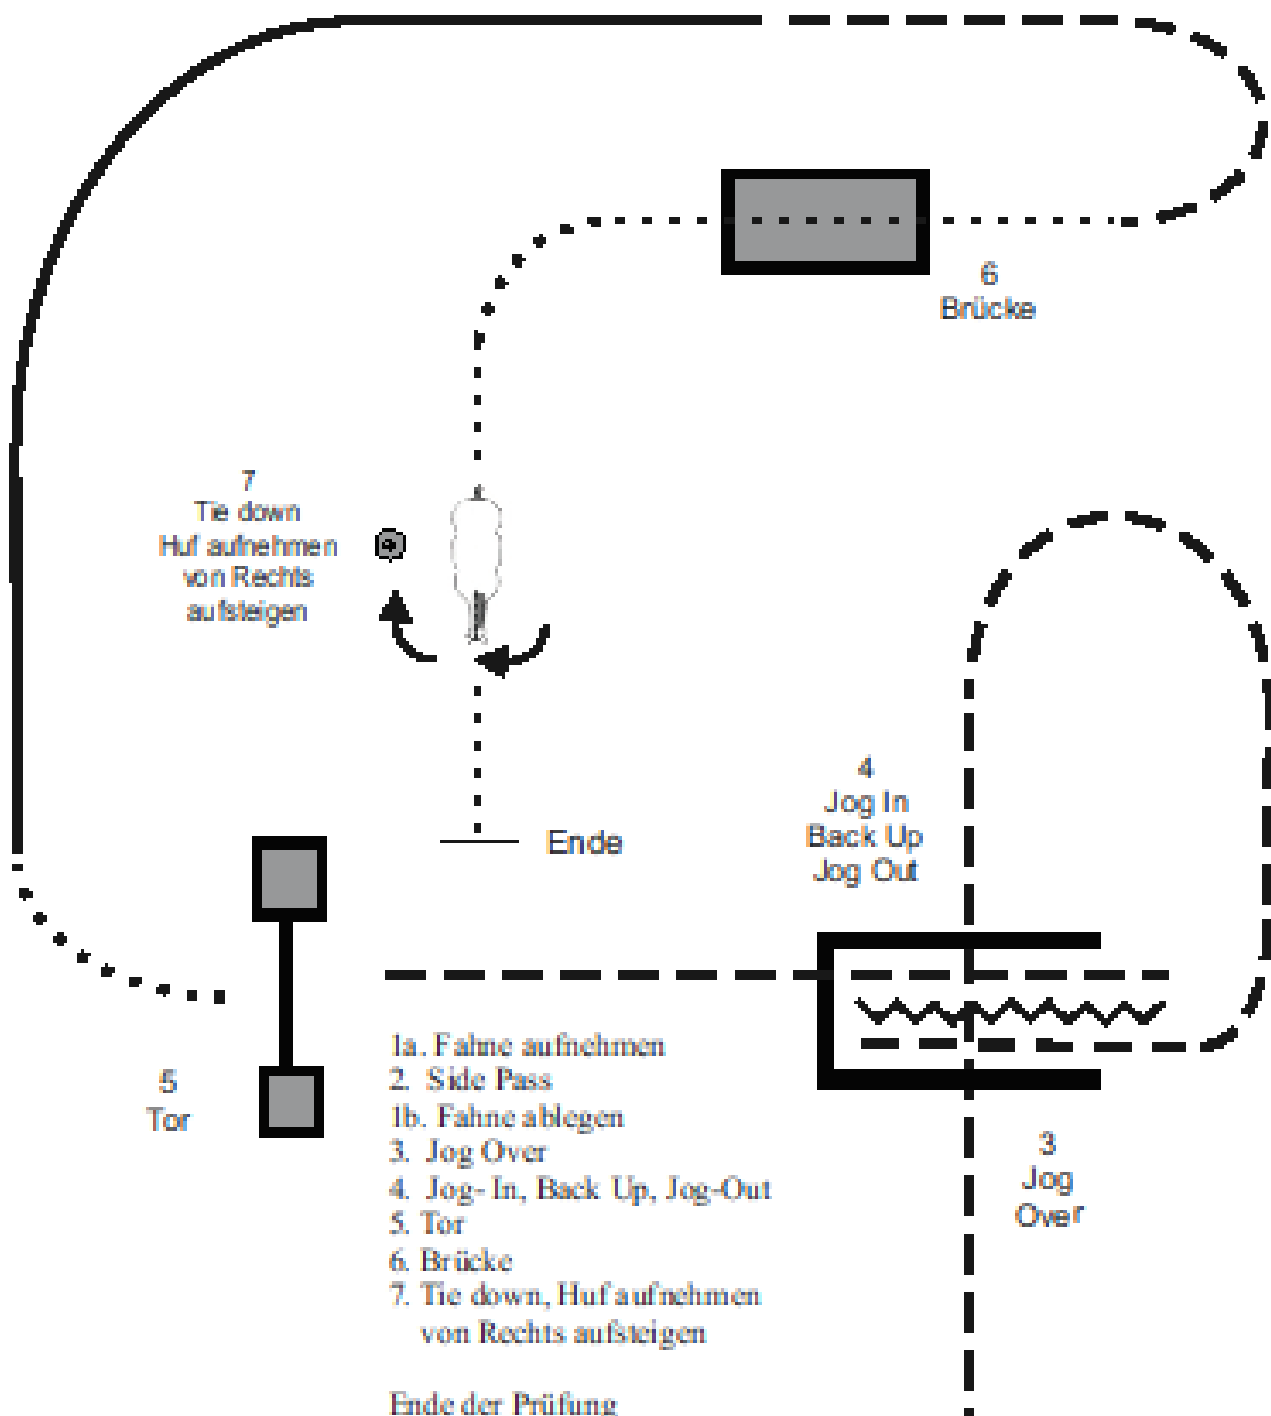 6
Brücke
7
Tie down
Huf aufnehmen
von Rechts
aufsteigen
Ende
4
Jog In
Back Up
Jog Out
5
Tor
3
Jog
Over
1a. Fahne aufnehmen
2. Side Pass
1b. Fahne ablegen
3. Jog Over
4. Jog- In, Back Up, Jog-Out
5. Tor
6. Brücke
7. Tie down, Huf aufnehmen
von Rechts aufsteigen
Ende der Prüfung